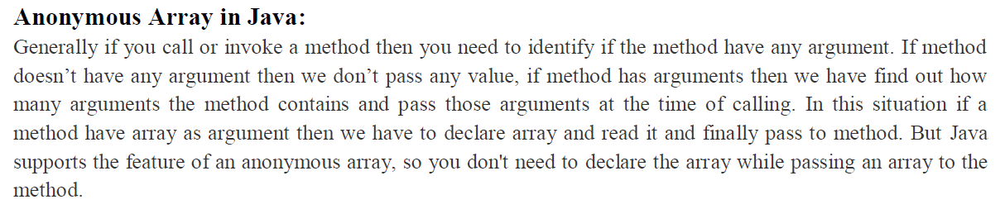 Anonymous Array in Java:
Generally if you call or invoke a method then you need to identify if the method have any argument. If method
doesn’t have any argument then we don’t pass any value, if method has arguments then we have find out how
many arguments the method contains and pass those arguments at the time of calling. In this situation if a
method have array as argument then we have to declare array and read it and finally pass to method. But Java
supports the feature of an anonymous array, so you don't need to declare the array while passing an array to the
method.